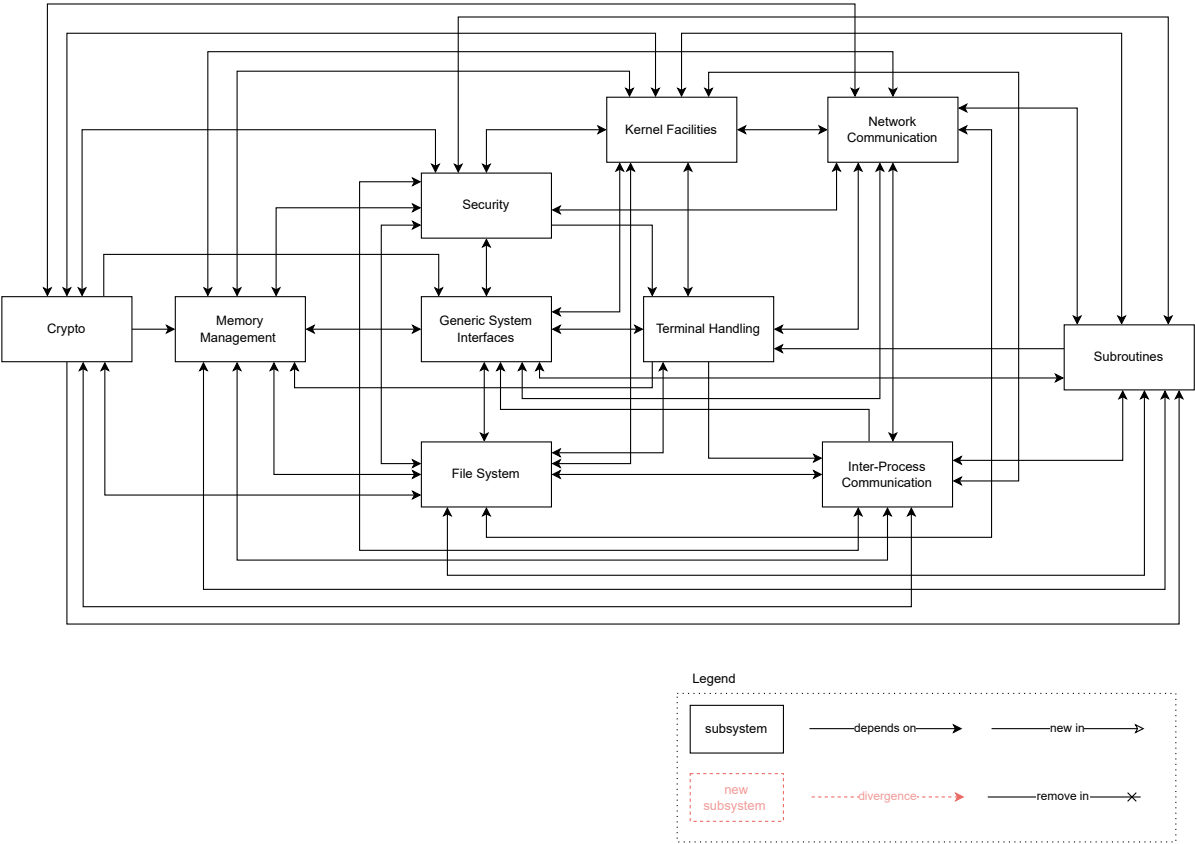 Kernel Facilities
Network
Communication
Security
Crypto
Memory
Management
Generic System
Interfaces
Terminal Handling
Subroutines
File System
Inter-Process
Communication
Legend
subsystem
depends on
new in
new
subsystem
divergence
remove in